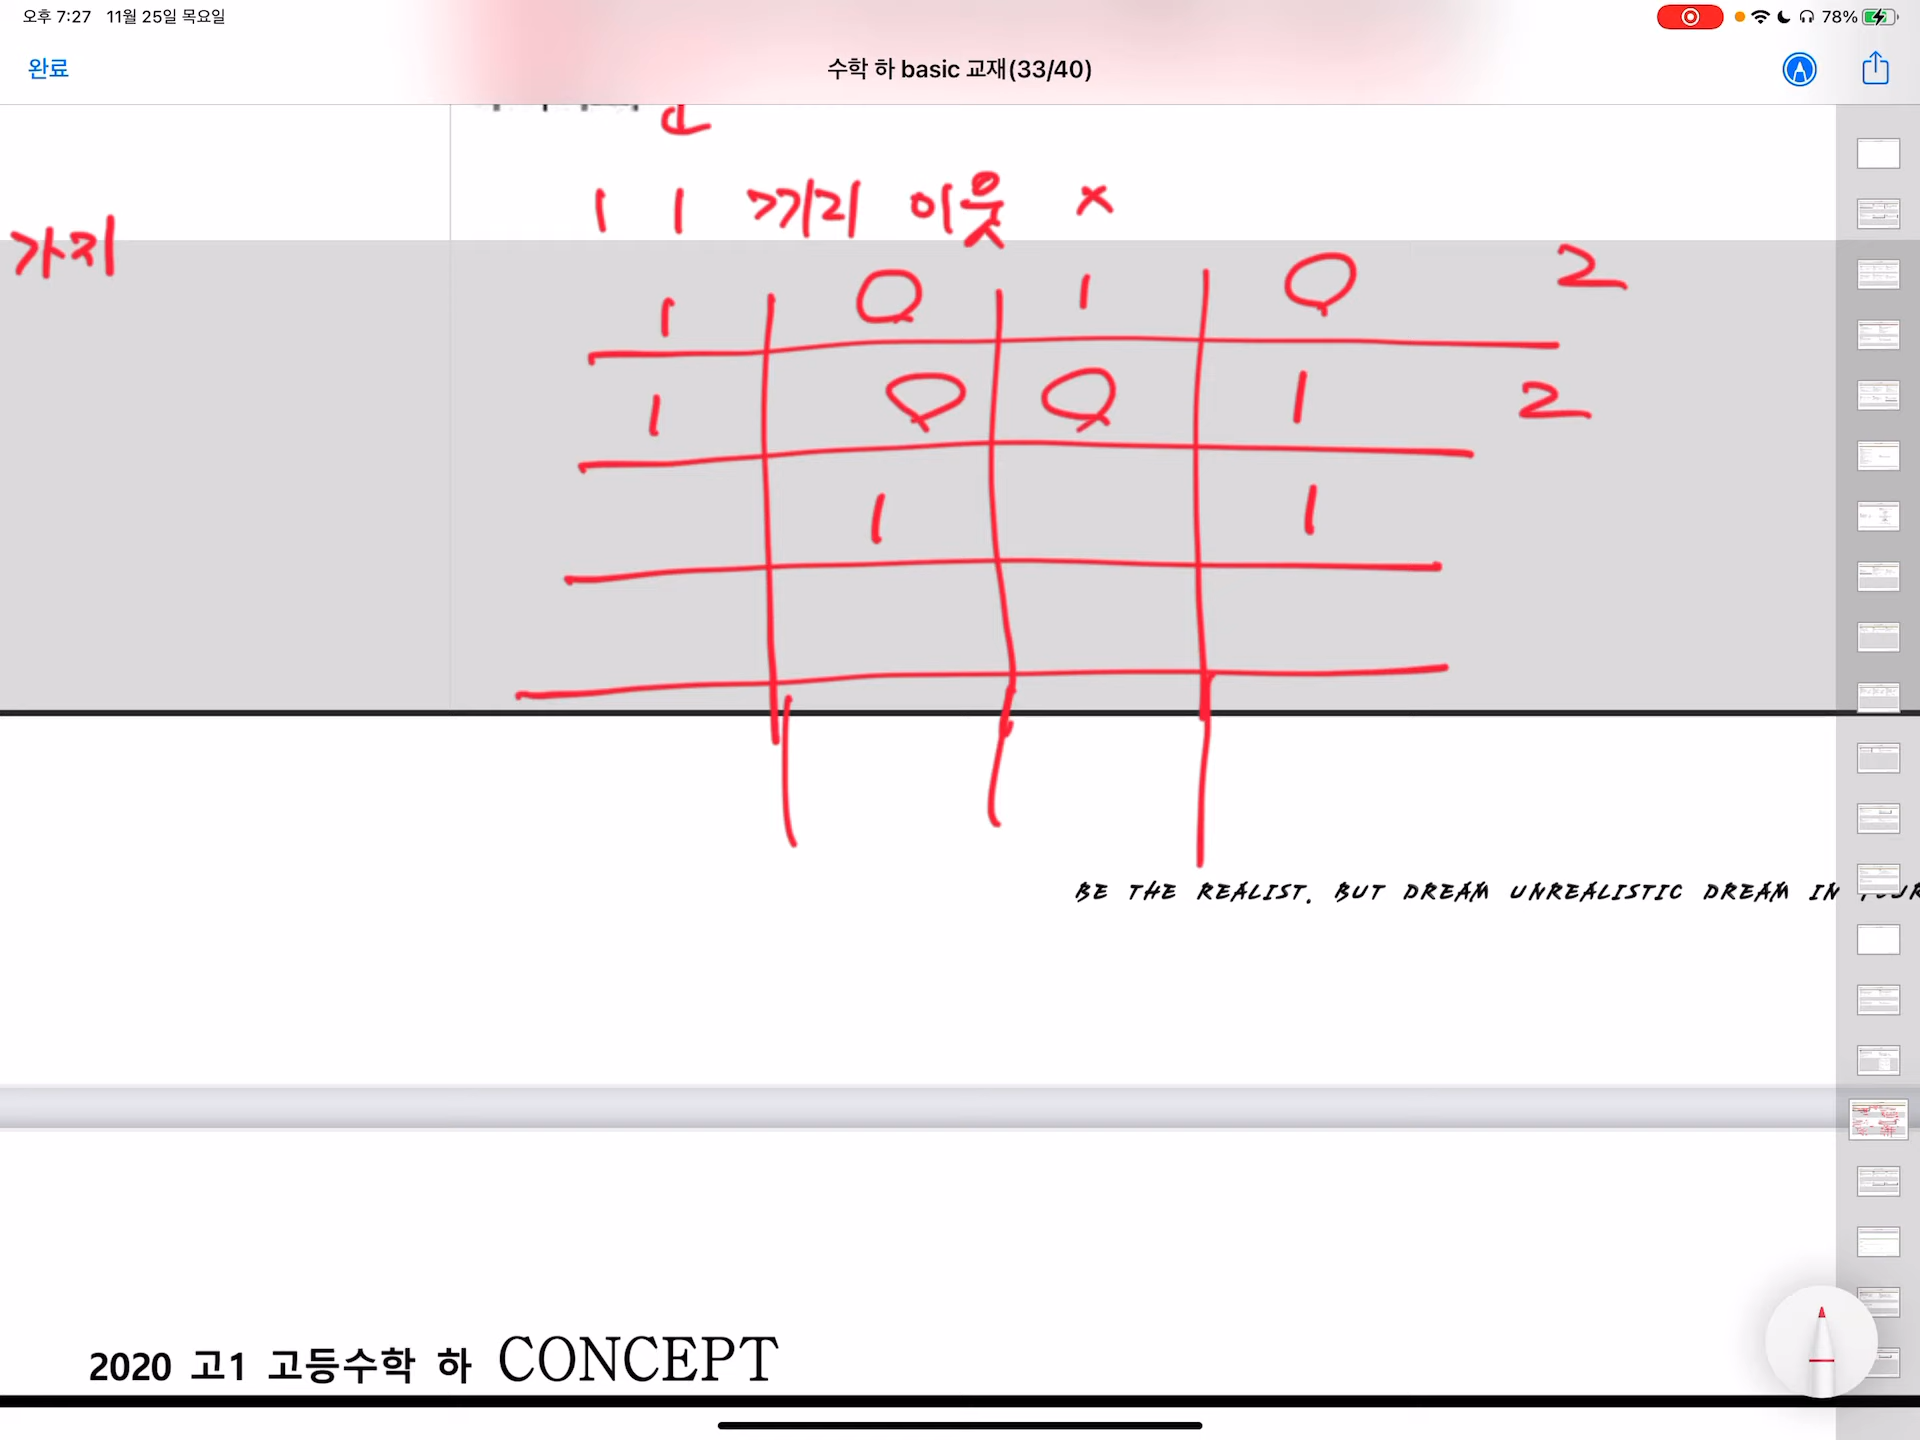 오후 7:27 11월 25일 목요일
78%
완료
수학 하 basic 교재(33/40)
가지
1 1 끼리 이웃 x
1 0 1 0 2
1 0 0 1 2
1 1
BE THE REALIST. BUT DREAM UNREALISTIC DREAM IN
2020 고1 고등수학 하 CONCEPT